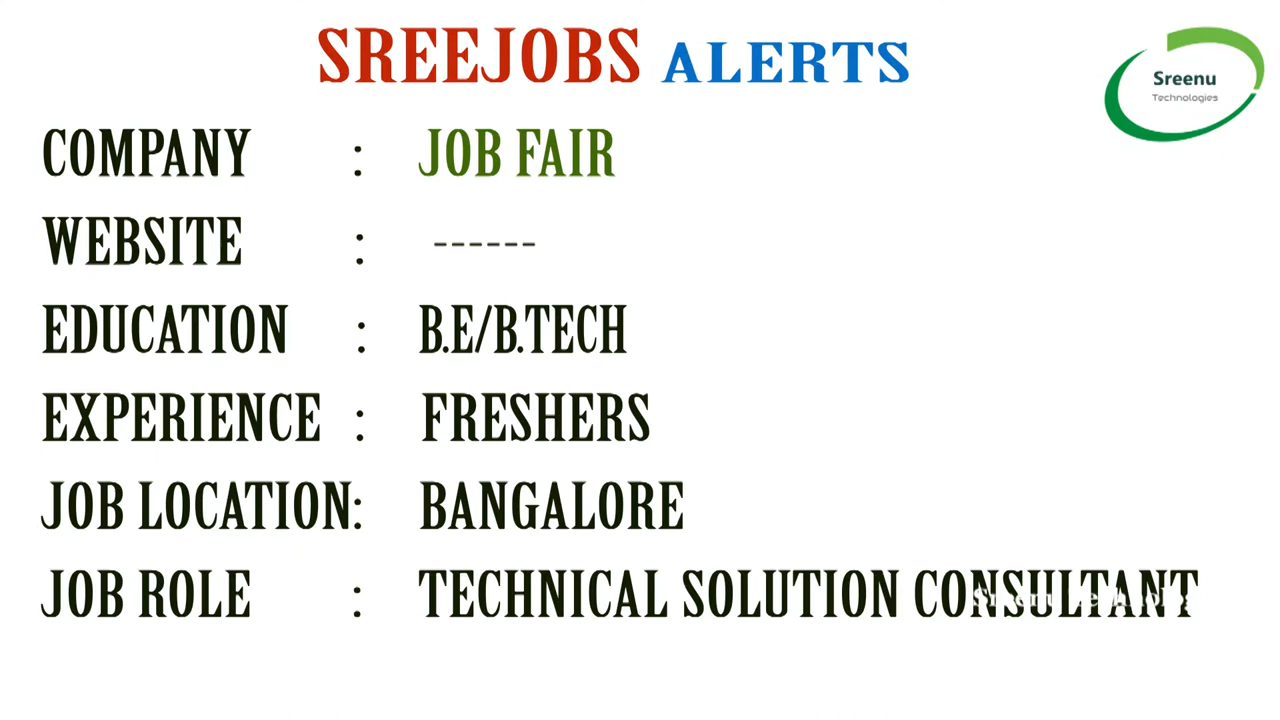 SREEJOBS ALERTS
Sreenu
Technologies
COMPANY : JOB FAIR
WEBSITE : ------
EDUCATION : B.E/B.TECH
EXPERIENCE : FRESHERS
JOB LOCATION: BANGALORE
JOB ROLE : TECHNICAL SOLUTION CONSULTANT
Sreenu